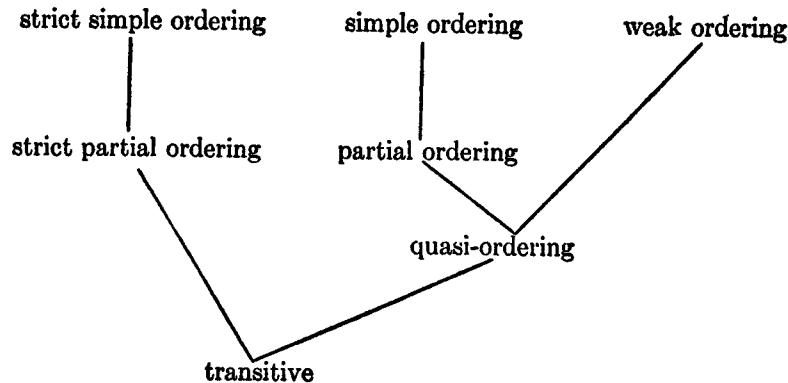 strict simple ordering
simple ordering
weak ordering
strict partial ordering
partial ordering
quasi-ordering
transitive